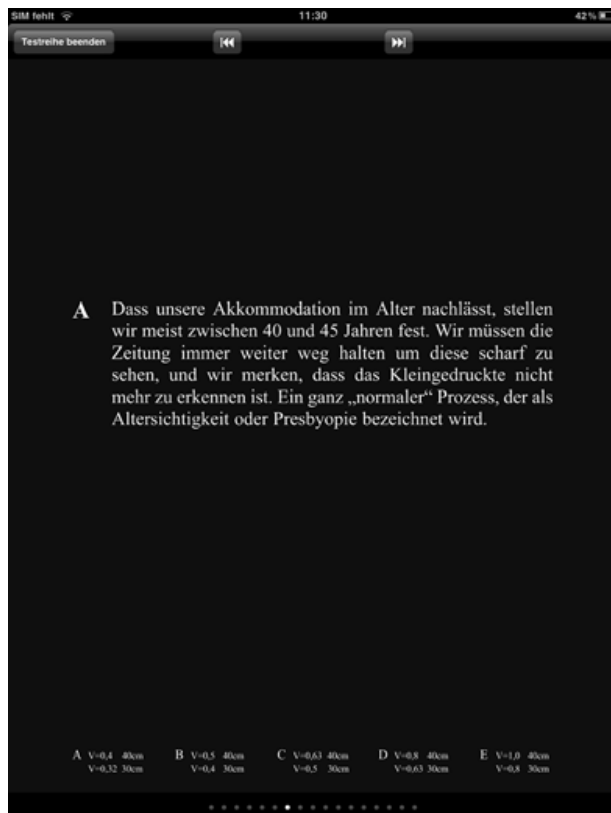 SIM fehlt 11:30 42 %
Testreihe beenden
A Dass unsere Akkommodation im Alter nachlässt, stellen
wir meist zwischen 40 und 45 Jahren fest. Wir müssen die
Zeitung immer weiter weg halten um diese scharf zu
sehen, und wir merken, dass das Kleingedruckte nicht
mehr zu erkennen ist. Ein ganz „normaler“ Prozess, der als
Altersichtigkeit oder Presbyopie bezeichnet wird.
A V=0,4 40cm B V=0,5 40cm C V=0,63 40cm D V=0,8 40cm E V=1,0 40cm
V=0,32 30cm V=0,4 30cm V=0,5 30cm V=0,63 30cm V=0,8 30cm